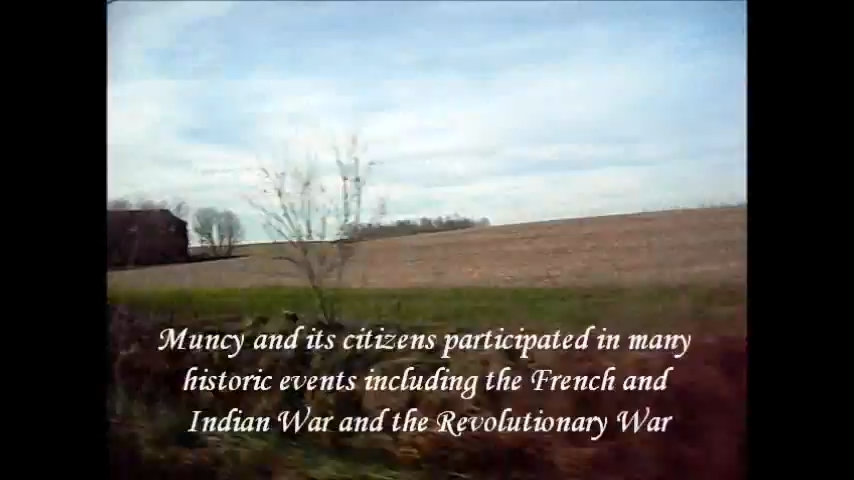 Muncy and its citizens participated in many
historic events including the French and
Indian War and the Revolutionary War